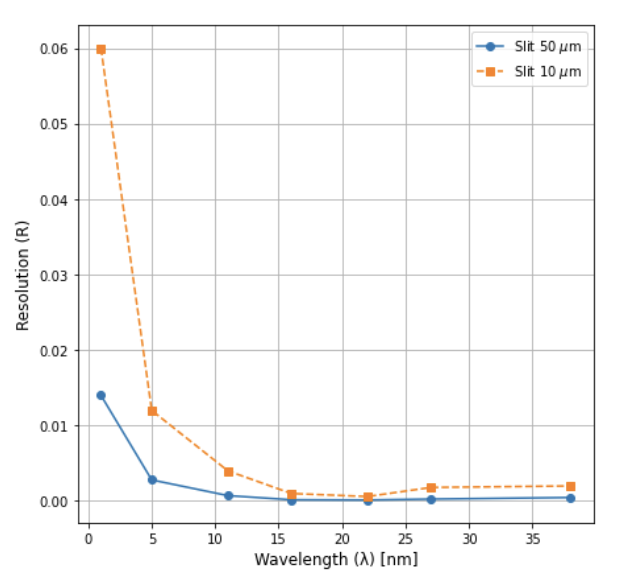 Slit 50 μm
Slit 10 μm
0.06
0.05
0.04
0.03
0.02
0.01
0.00
Resolution (R)
0 5 10 15 20 25 30 35
Wavelength (λ) [nm]